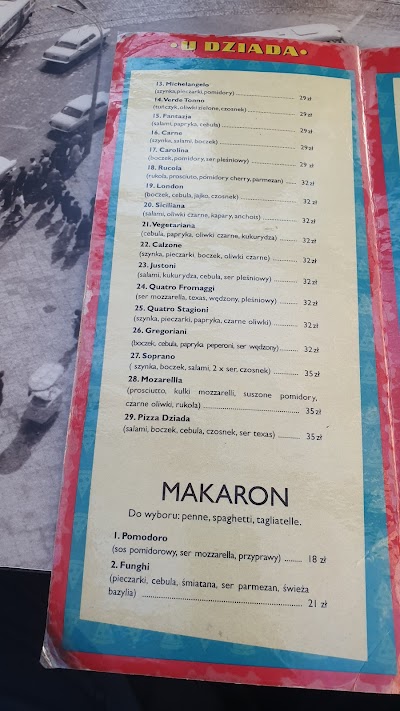 • U DZIADA •
13. Michelangelo
(szynka,pieczarki,pomidory) 29 zł
14. Verde Tonno
(tuńczyk, oliwki zielone, czosnek) 29 zł
15. Fantazja
(salami, papryka, cebula) 29 zł
16. Carne
(szynka, salami, boczek) 29 zł
17. Carolina
(boczek, pomidory, ser pleśniowy) 29 zł
18. Rucola
(rukola, prosciuto, pomidory cherry, parmezan) 32 zł
19. London
(boczek, cebula, jajko, czosnek) 32 zł
20. Siciliana
(salami, oliwki czarne, kapary, anchois) 32 zł
21. Vegetariana
(cebula, papryka, oliwki czarne, kukurydza) 32 zł
22. Calzone
(szynka, pieczarki boczek, oliwki czarne) 32 zł
23. Justoni
(salami, kukurydza, cebula, ser pleśniowy) 32 zł
24. Quatro Fromaggi
(ser mozzarella, texas, wędzony, pleśniowy) 32 zł
25. Quatro Stagioni
(szynka, pieczarki, papryka, czarne oliwki) 32 zł
26. Gregoriani
(boczek, cebula, papryka peperoni, ser wędzony) 32 zł
27. Soprano
( szynka, boczek, salami, 2 x ser, czosnek) 35 zł
28. Mozarellia
(prosciutto, kulki mozzarelli, suszone pomidory,
czarne oliwki, rukola) 35 zł
29. Pizza Dziada
(salami, boczek, cebula, czosnek, ser texas) 35 zł
MAKARON
Do wyboru: penne, spaghetti, tagliatelle.
1. Pomodoro
(sos pomidorowy, ser mozzarella, przyprawy) 18 zł
2. Funghi
(pieczarki, cebula, śmiatana, ser parmezan, świeża
bazylia) 21 zł